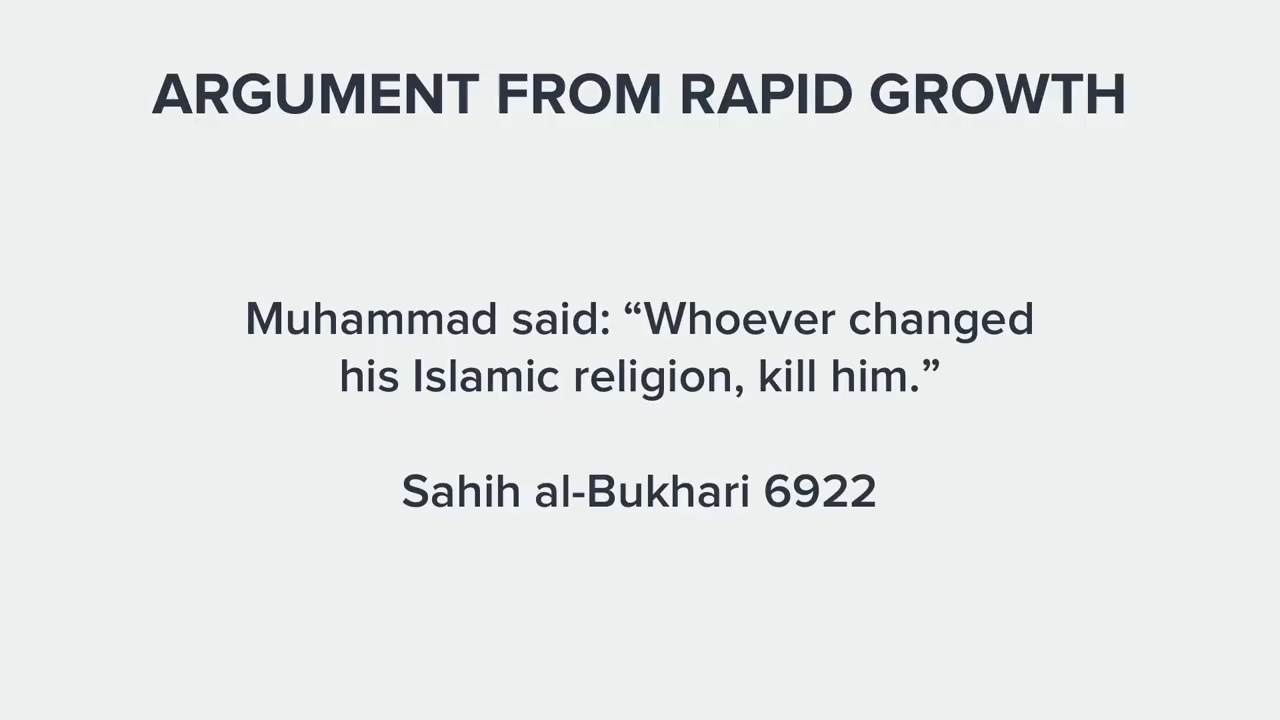 ARGUMENT FROM RAPID GROWTH
Muhammad said: “Whoever changed
his Islamic religion, kill him.”
Sahih al-Bukhari 6922